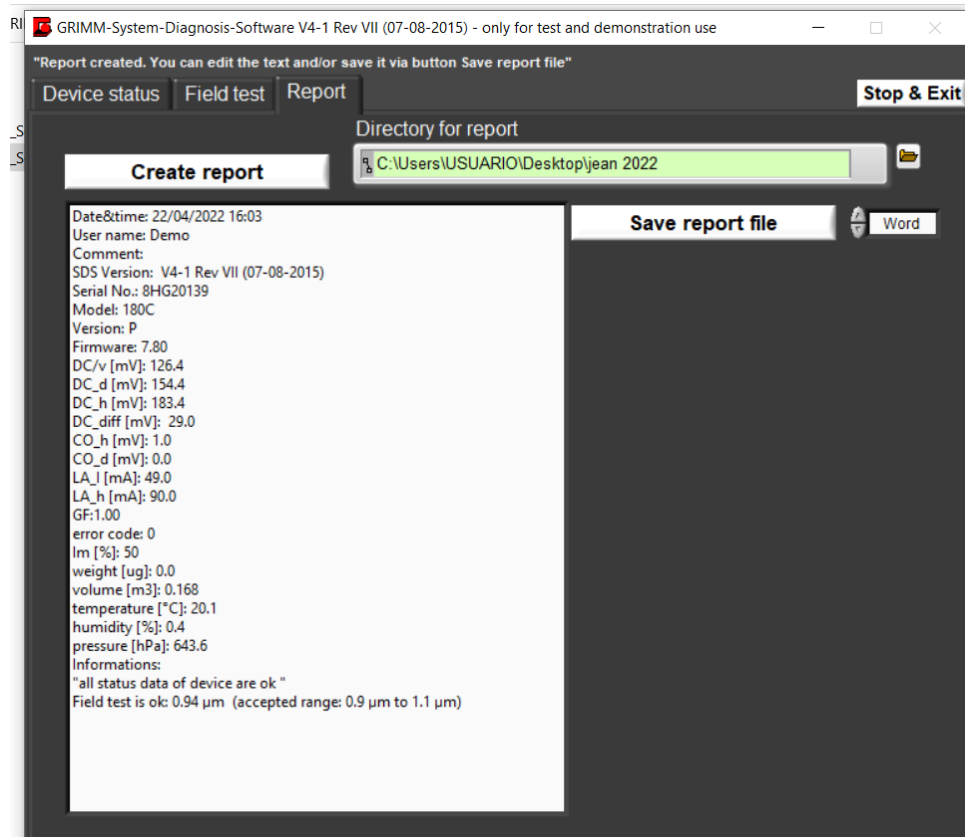 RI
GRIMM-System-Diagnosis-Software V4-1 Rev VII (07-08-2015) - only for test and demonstration use
"Report created. You can edit the text and/or save it via button Save report file"
Device status
Field test
Report
Stop & Exit
_S
_S
Directory for report
Create report
C:\Users\USUARIO\Desktop\jean 2022
Save report file
Word
Date&time: 22/04/2022 16:03
User name: Demo
Comment:
SDS Version:  V4-1 Rev VII (07-08-2015)
Serial No.: 8HG20139
Model: 180C
Version: P
Firmware: 7.80
DC/v [mV]: 126.4
DC_d [mV]: 154.4
DC_h [mV]: 183.4
DC_diff [mV]:  29.0
CO_h [mV]: 1.0
CO_d [mV]: 0.0
LA_l [mA]: 49.0
LA_h [mA]: 90.0
GF:1.00
error code: 0
Im [%]: 50
weight [ug]: 0.0
volume [m3]: 0.168
temperature [°C]: 20.1
humidity [%]: 0.4
pressure [hPa]: 643.6
Informations:
"all status data of device are ok "
Field test is ok: 0.94 µm  (accepted range: 0.9 µm to 1.1 µm)